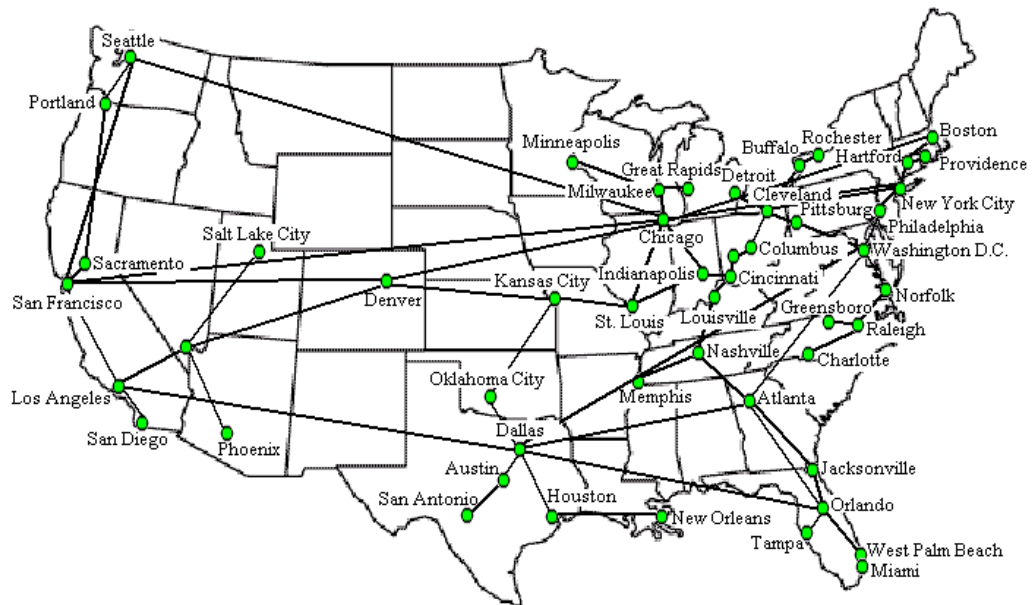 Seattle
Portland
Boston
Rochester
Minneapolis
Buffalo
Hartford
Providence
Great Rapids
Detroit
Milwaukee
Cleveland
New York City
Pittsburg
Philadelphia
Salt Lake City
Chicago
Columbus
Washington D.C.
Sacramento
Indianapolis
Cincinnati
San Francisco
Denver
Kansas City
Norfolk
St. Louis
Louisville
Greensboro
Raleigh
Nashville
Charlotte
Oklahoma City
Los Angeles
Memphis
Atlanta
San Diego
Phoenix
Dallas
Austin
Jacksonville
San Antonio
Houston
New Orleans
Orlando
Tampa
West Palm Beach
Miami